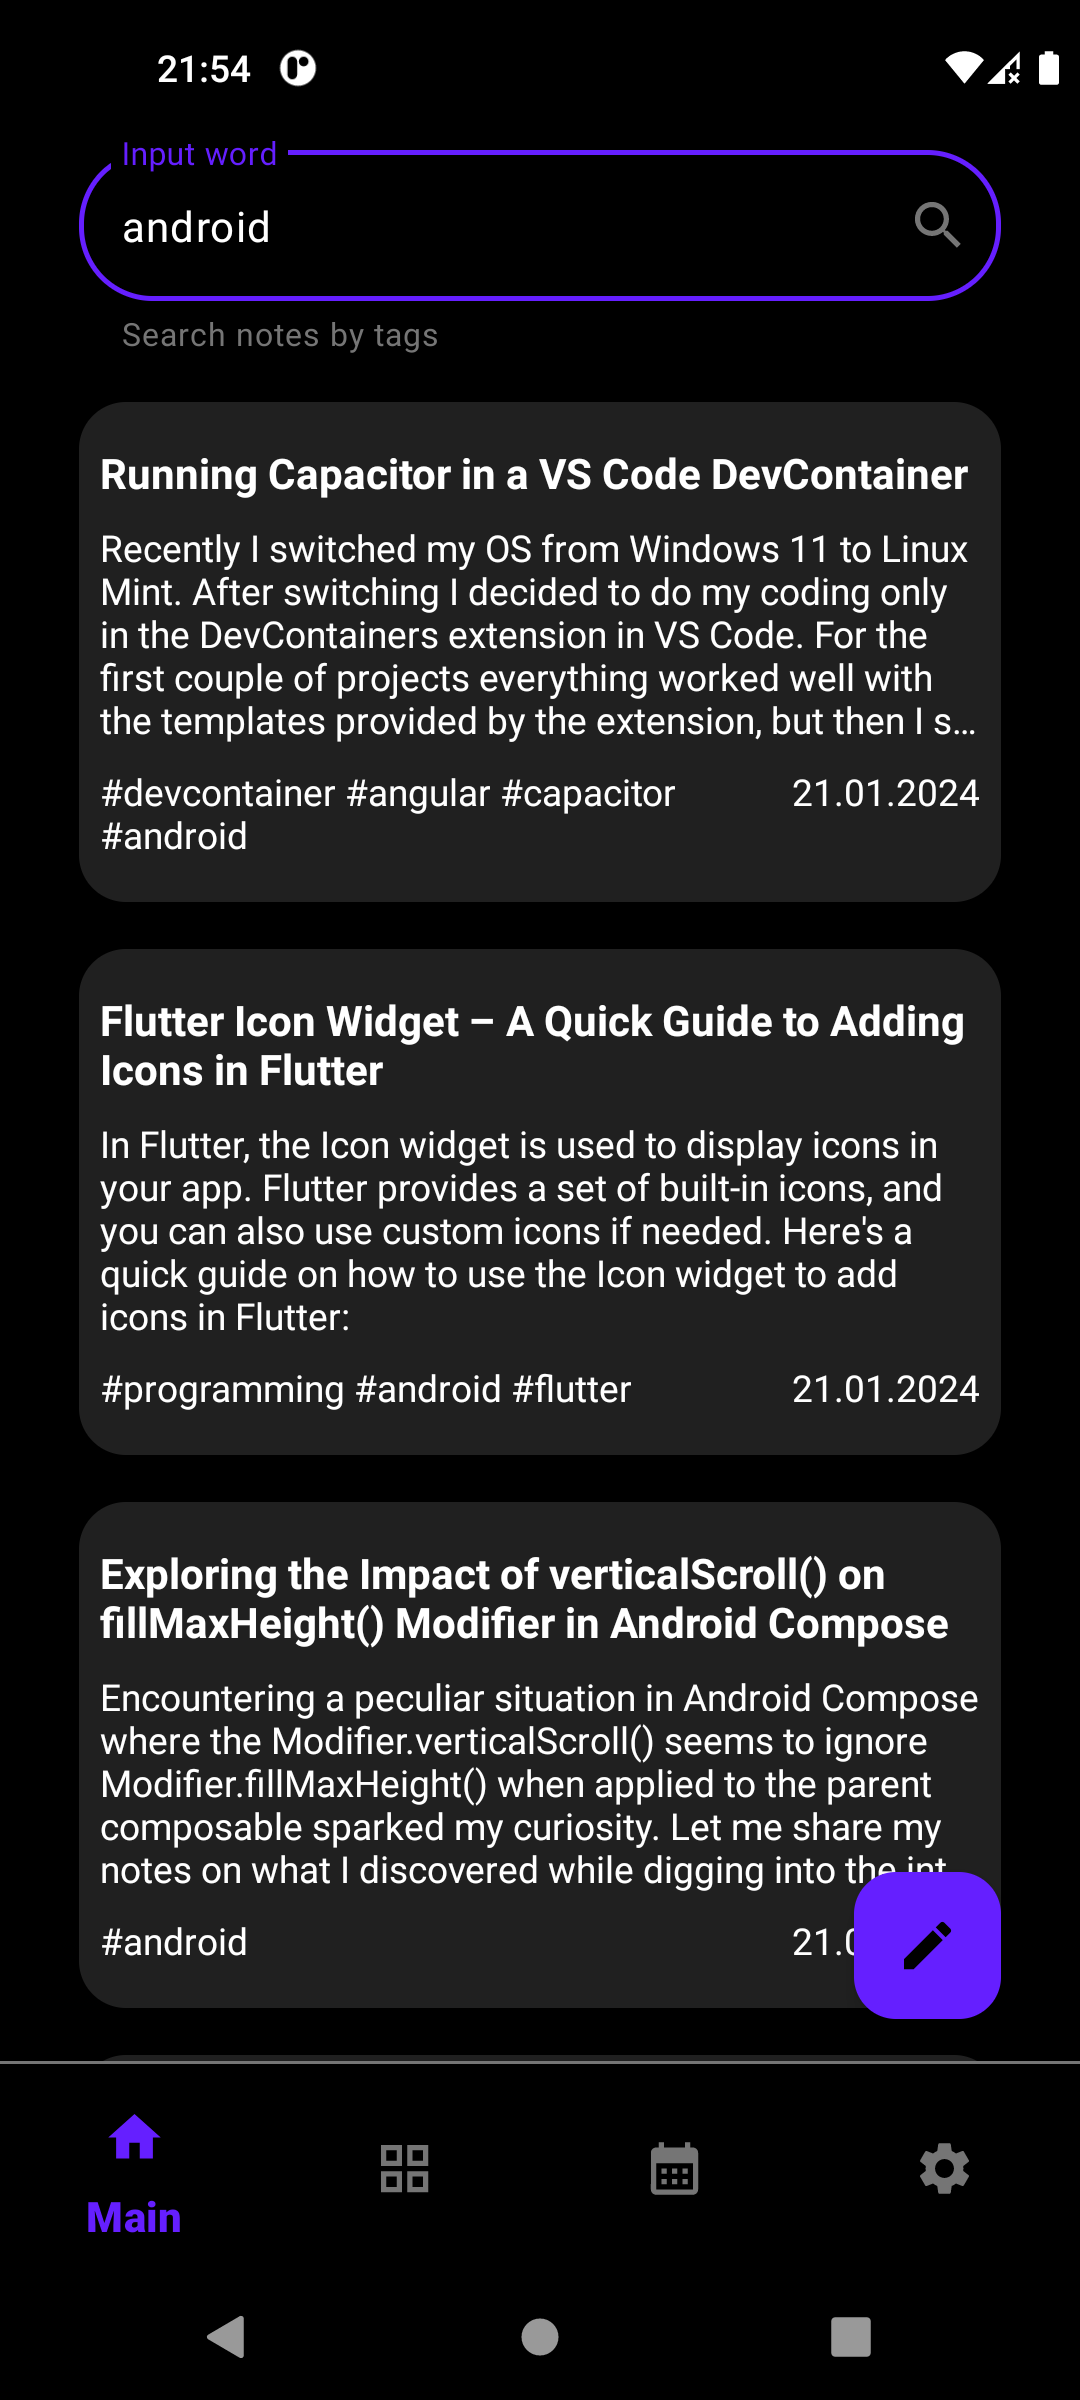 21:54
Input word
android
Search notes by tags
Running Capacitor in a VS Code DevContainer
Recently I switched my OS from Windows 11 to Linux
Mint. After switching I decided to do my coding only
in the DevContainers extension in VS Code. For the
first couple of projects everything worked well with
the templates provided by the extension, but then I s…
#devcontainer #angular #capacitor 21.01.2024
#android
Flutter Icon Widget – A Quick Guide to Adding
Icons in Flutter
In Flutter, the Icon widget is used to display icons in
your app. Flutter provides a set of built-in icons, and
you can also use custom icons if needed. Here's a
quick guide on how to use the Icon widget to add
icons in Flutter:
#programming #android #flutter 21.01.2024
Exploring the Impact of verticalScroll() on
fillMaxHeight() Modifier in Android Compose
Encountering a peculiar situation in Android Compose
where the Modifier.verticalScroll() seems to ignore
Modifier.fillMaxHeight() when applied to the parent
composable sparked my curiosity. Let me share my
notes on what I discovered while digging into the int
#android
Main